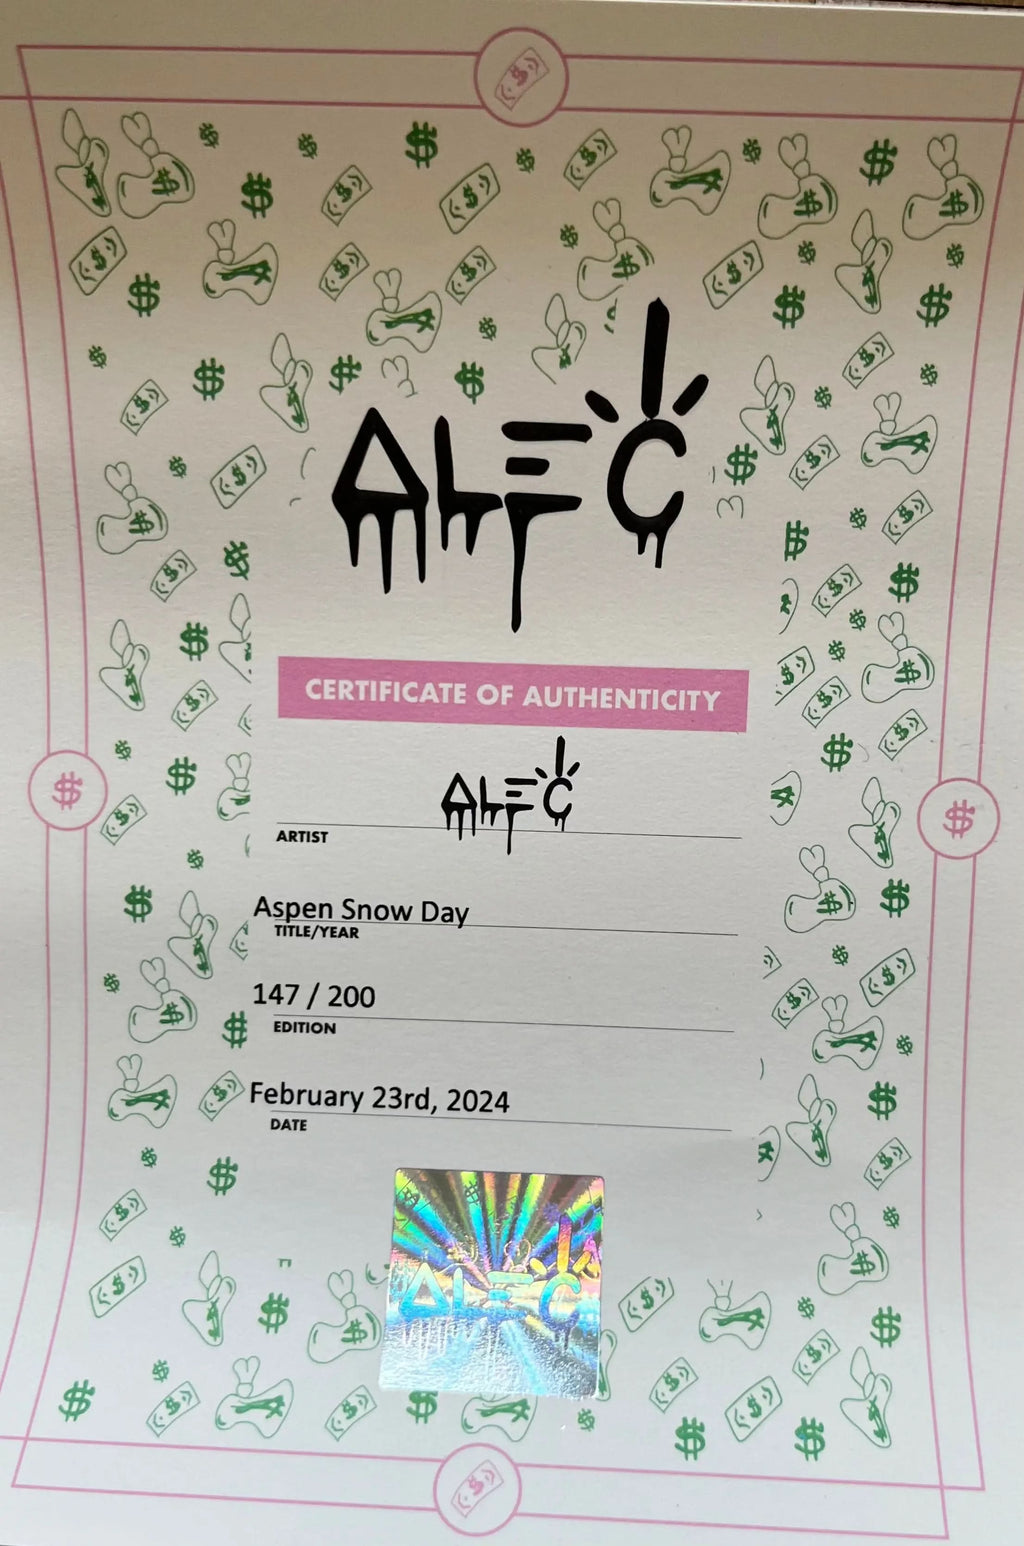 ALEC
CERTIFICATE OF AUTHENTICITY
ALEC
ARTIST
Aspen Snow Day
TITLE/YEAR
147 / 200
EDITION
February 23rd, 2024
DATE
ALEC